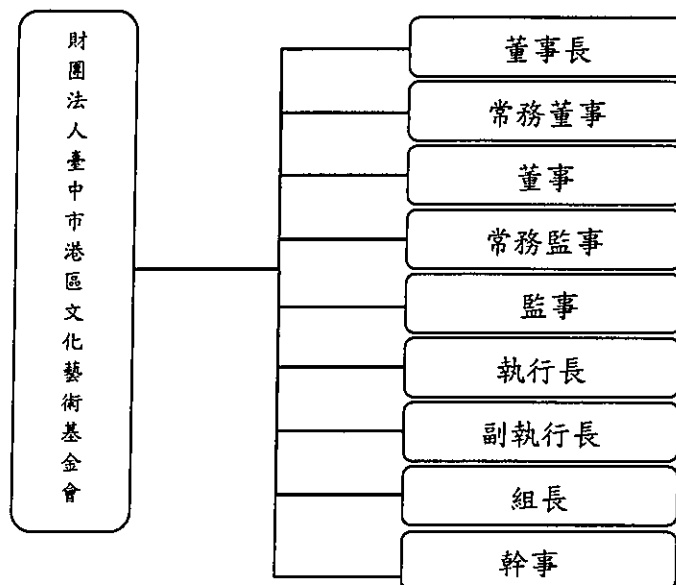 財團法人臺中市港區文化藝術基金會
董事長
常務董事
董事
常務監事
監事
執行長
副執行長
組長
幹事